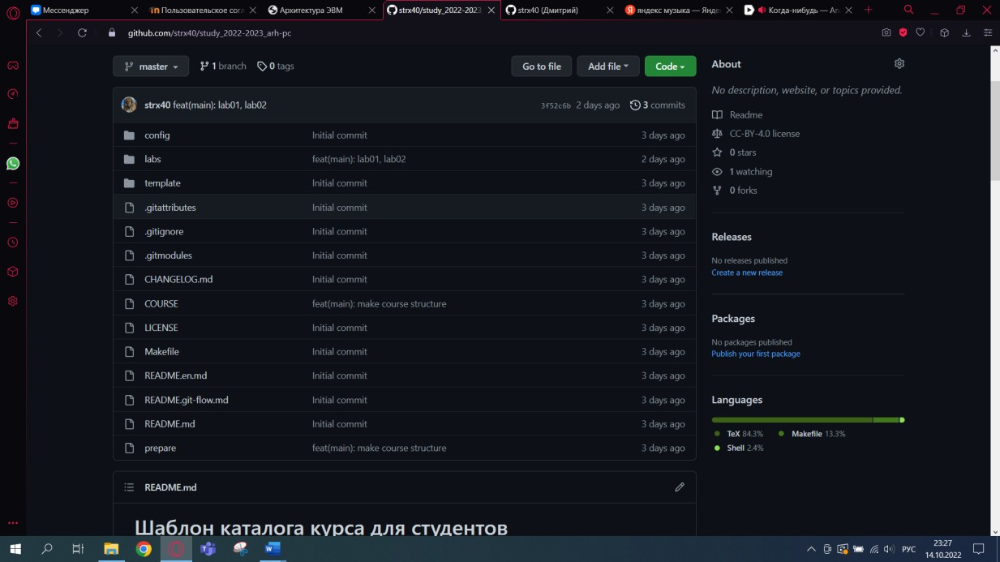 Мессенджер
Пользовательское согл
Архитектура ЭВМ
strx40/study_2022-2023
strx40 (Дмитрий)
яндекс музыка — Янде
Когда-нибудь — An
github.com/strx40/study_2022-2023_arh-pc
master
1 branch
0 tags
Go to file
Add file
Code
strx40 feat(main): lab01, lab02
3f52c6b 2 days ago
3 commits
config Initial commit 3 days ago
labs feat(main): lab01, lab02 2 days ago
template Initial commit 3 days ago
.gitattributes Initial commit 3 days ago
.gitignore Initial commit 3 days ago
.gitmodules Initial commit 3 days ago
CHANGELOG.md Initial commit 3 days ago
COURSE feat(main): make course structure 3 days ago
LICENSE Initial commit 3 days ago
Makefile Initial commit 3 days ago
README.en.md Initial commit 3 days ago
README.git-flow.md Initial commit 3 days ago
README.md Initial commit 3 days ago
prepare feat(main): make course structure 3 days ago
README.md
Шаблон каталога курса для студентов
About
No description, website, or topics provided.
Readme
CC-BY-4.0 license
0 stars
1 watching
0 forks
Releases
No releases published
Create a new release
Packages
No packages published
Publish your first package
Languages
TeX 84.3%
Makefile 13.3%
Shell 2.4%
РУС
23:27
14.10.2022